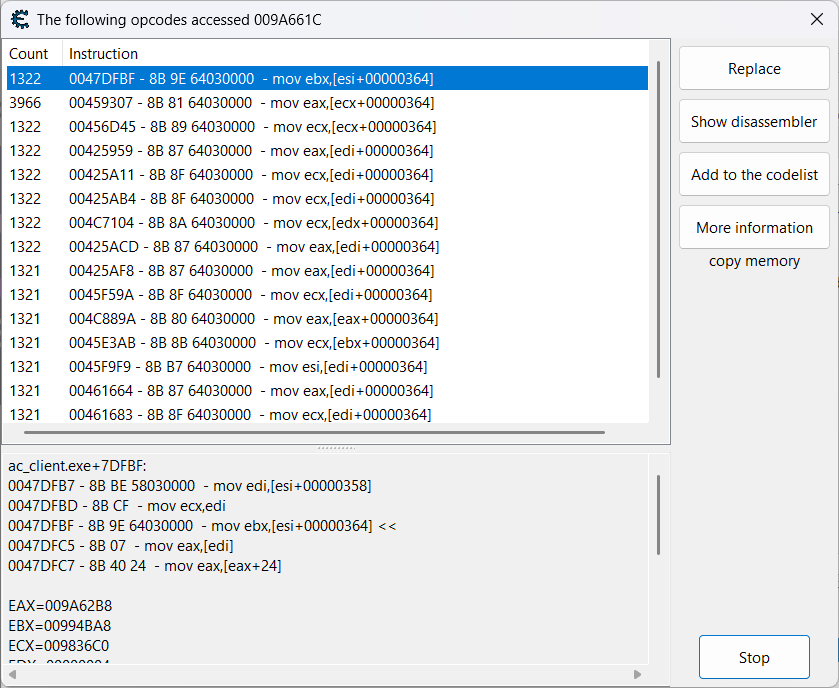 The following opcodes accessed 009A661C
Count Instruction
1322 0047DFBF - 8B 9E 64030000 - mov ebx,[esi+00000364]
3966 00459307 - 8B 81 64030000 - mov eax,[ecx+00000364]
1322 00456D45 - 8B 89 64030000 - mov ecx,[ecx+00000364]
1322 00425959 - 8B 87 64030000 - mov eax,[edi+00000364]
1322 00425A11 - 8B 8F 64030000 - mov ecx,[edi+00000364]
1322 00425AB4 - 8B 8F 64030000 - mov ecx,[edi+00000364]
1322 004C7104 - 8B 8A 64030000 - mov ecx,[edx+00000364]
1322 00425ACD - 8B 87 64030000 - mov eax,[edi+00000364]
1321 00425AF8 - 8B 87 64030000 - mov eax,[edi+00000364]
1321 0045F59A - 8B 8F 64030000 - mov ecx,[edi+00000364]
1321 004C889A - 8B 80 64030000 - mov eax,[eax+00000364]
1321 0045E3AB - 8B 8B 64030000 - mov ecx,[ebx+00000364]
1321 0045F9F9 - 8B B7 64030000 - mov esi,[edi+00000364]
1321 00461664 - 8B 87 64030000 - mov eax,[edi+00000364]
1321 00461683 - 8B 8F 64030000 - mov ecx,[edi+00000364]
Replace
Show disassembler
Add to the codelist
More information
copy memory
ac_client.exe+7DFBF:
0047DFB7 - 8B BE 58030000 - mov edi,[esi+00000358]
0047DFBD - 8B CF - mov ecx,edi
0047DFBF - 8B 9E 64030000 - mov ebx,[esi+00000364] <<
0047DFC5 - 8B 07 - mov eax,[edi]
0047DFC7 - 8B 40 24 - mov eax,[eax+24]
EAX=009A62B8
EBX=00994BA8
ECX=009836C0
Stop